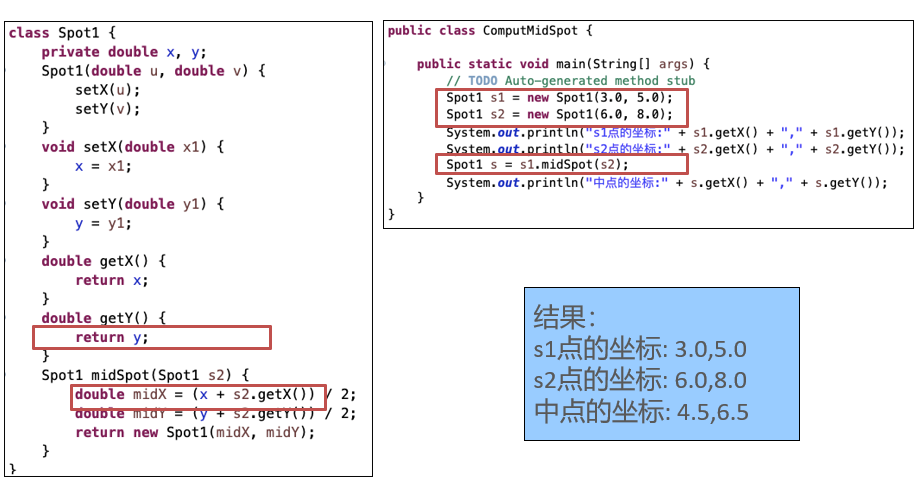 class Spot1 {
    private double x, y;
    Spot1(double u, double v) {
        setX(u);
        setY(v);
    }
    void setX(double x1) {
        x = x1;
    }
    void setY(double y1) {
        y = y1;
    }
    double getX() {
        return x;
    }
    double getY() {
        return y;
    }
    Spot1 midSpot(Spot1 s2) {
        double midX = (x + s2.getX()) / 2;
        double midY = (y + s2.getY()) / 2;
        return new Spot1(midX, midY);
    }
}
public class ComputMidSpot {
    public static void main(String[] args) {
        // TODO Auto-generated method stub
        Spot1 s1 = new Spot1(3.0, 5.0);
        Spot1 s2 = new Spot1(6.0, 8.0);
        System.out.println("s1点的坐标:" + s1.getX() + "," + s1.getY());
        System.out.println("s2点的坐标:" + s2.getX() + "," + s2.getY());
        Spot1 s = s1.midSpot(s2);
        System.out.println("中点的坐标:" + s.getX() + "," + s.getY());
    }
}
结果：
s1点的坐标: 3.0,5.0
s2点的坐标: 6.0,8.0
中点的坐标: 4.5,6.5